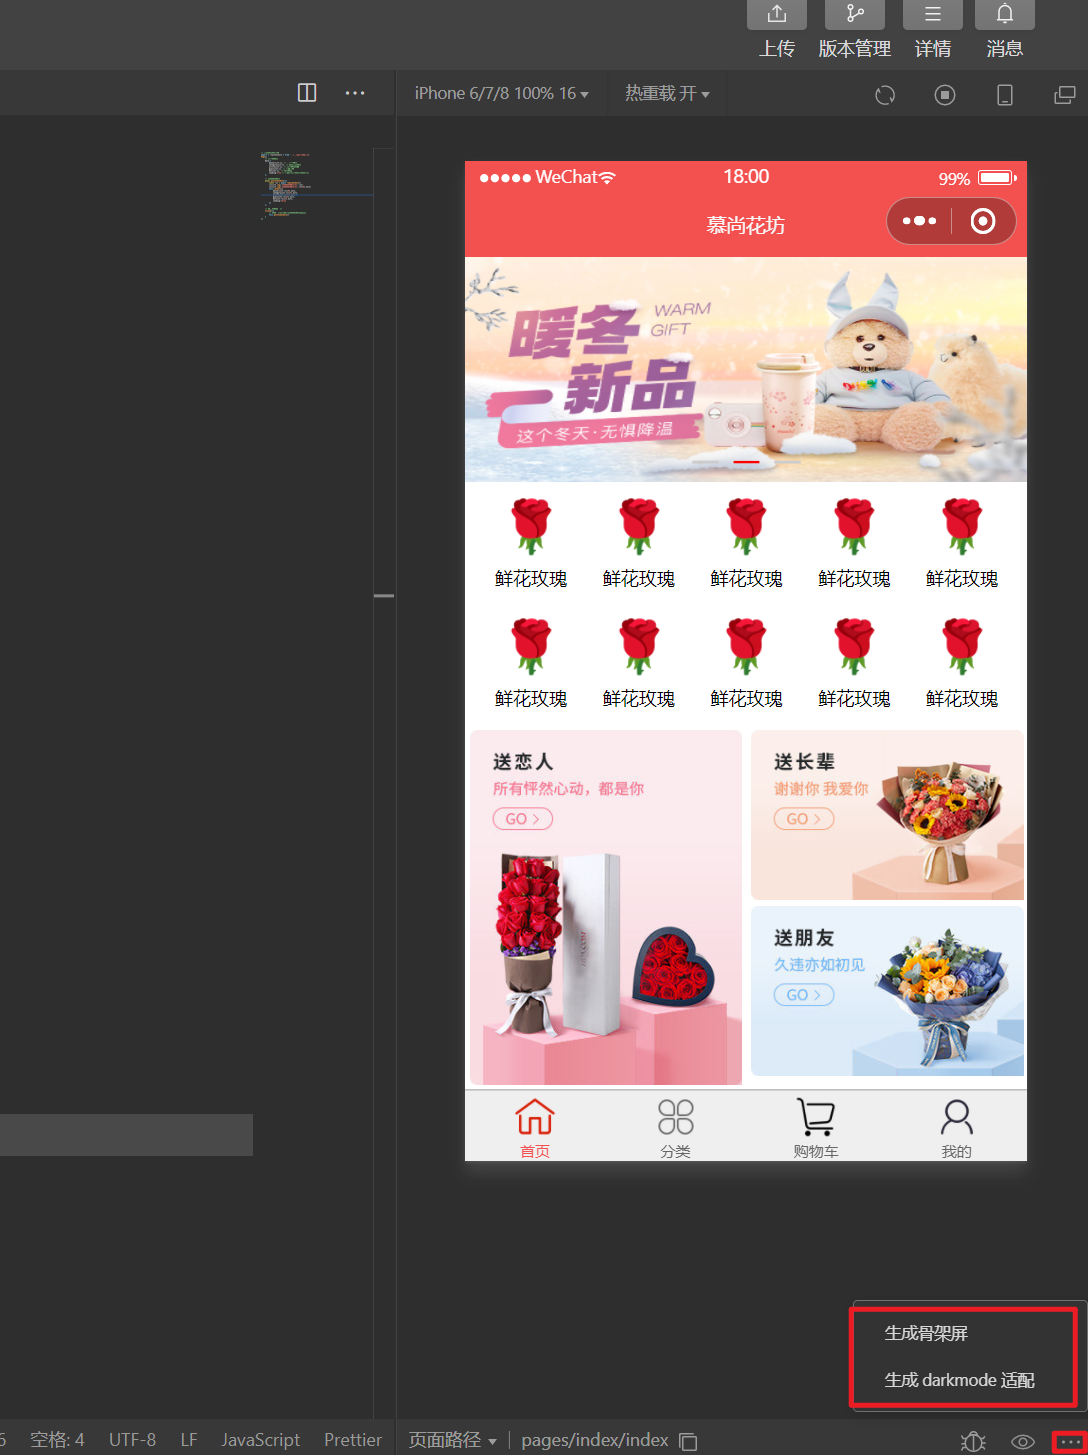 上传 版本管理 详情 消息
iPhone 6/7/8 100% 16 热重载 开
WeChat 18:00 99%
慕尚花坊
暖冬 WARM
GIFT
新品
这个冬天·无惧降温
鲜花玫瑰 鲜花玫瑰 鲜花玫瑰 鲜花玫瑰 鲜花玫瑰
鲜花玫瑰 鲜花玫瑰 鲜花玫瑰 鲜花玫瑰 鲜花玫瑰
送恋人
所有怦然心动，都是你
GO >
送长辈
谢谢你 我爱你
GO >
送朋友
久违亦如初见
GO >
首页 分类 购物车 我的
生成骨架屏
生成 darkmode 适配
空格: 4 UTF-8 LF JavaScript Prettier 页面路径 pages/index/index